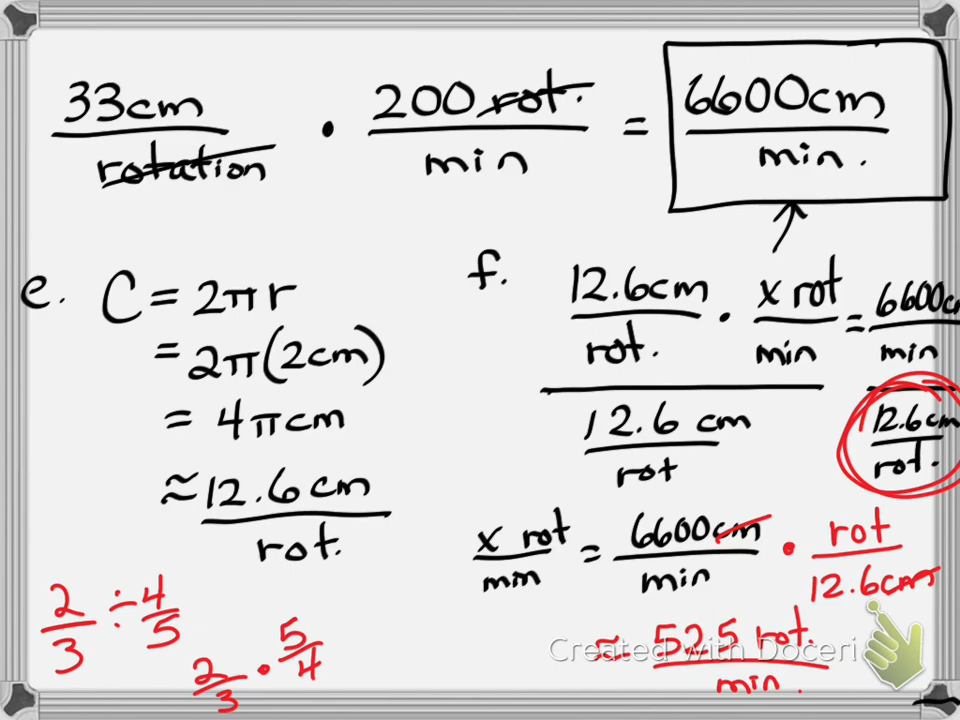 33cm/rotation · 200 rot./min = 6600cm/min.
e. C = 2πr
= 2π(2cm)
= 4πcm
≈ 12.6cm/rot.
f. 12.6cm/rot. · x rot/min = 6600cm/min
12.6 cm/rot 12.6cm/rot.
x rot/min = 6600cm/min · rot/12.6cm
≈ 525 rot./min.
2/3 ÷ 4/5
2/3 · 5/4
Created with Doceri